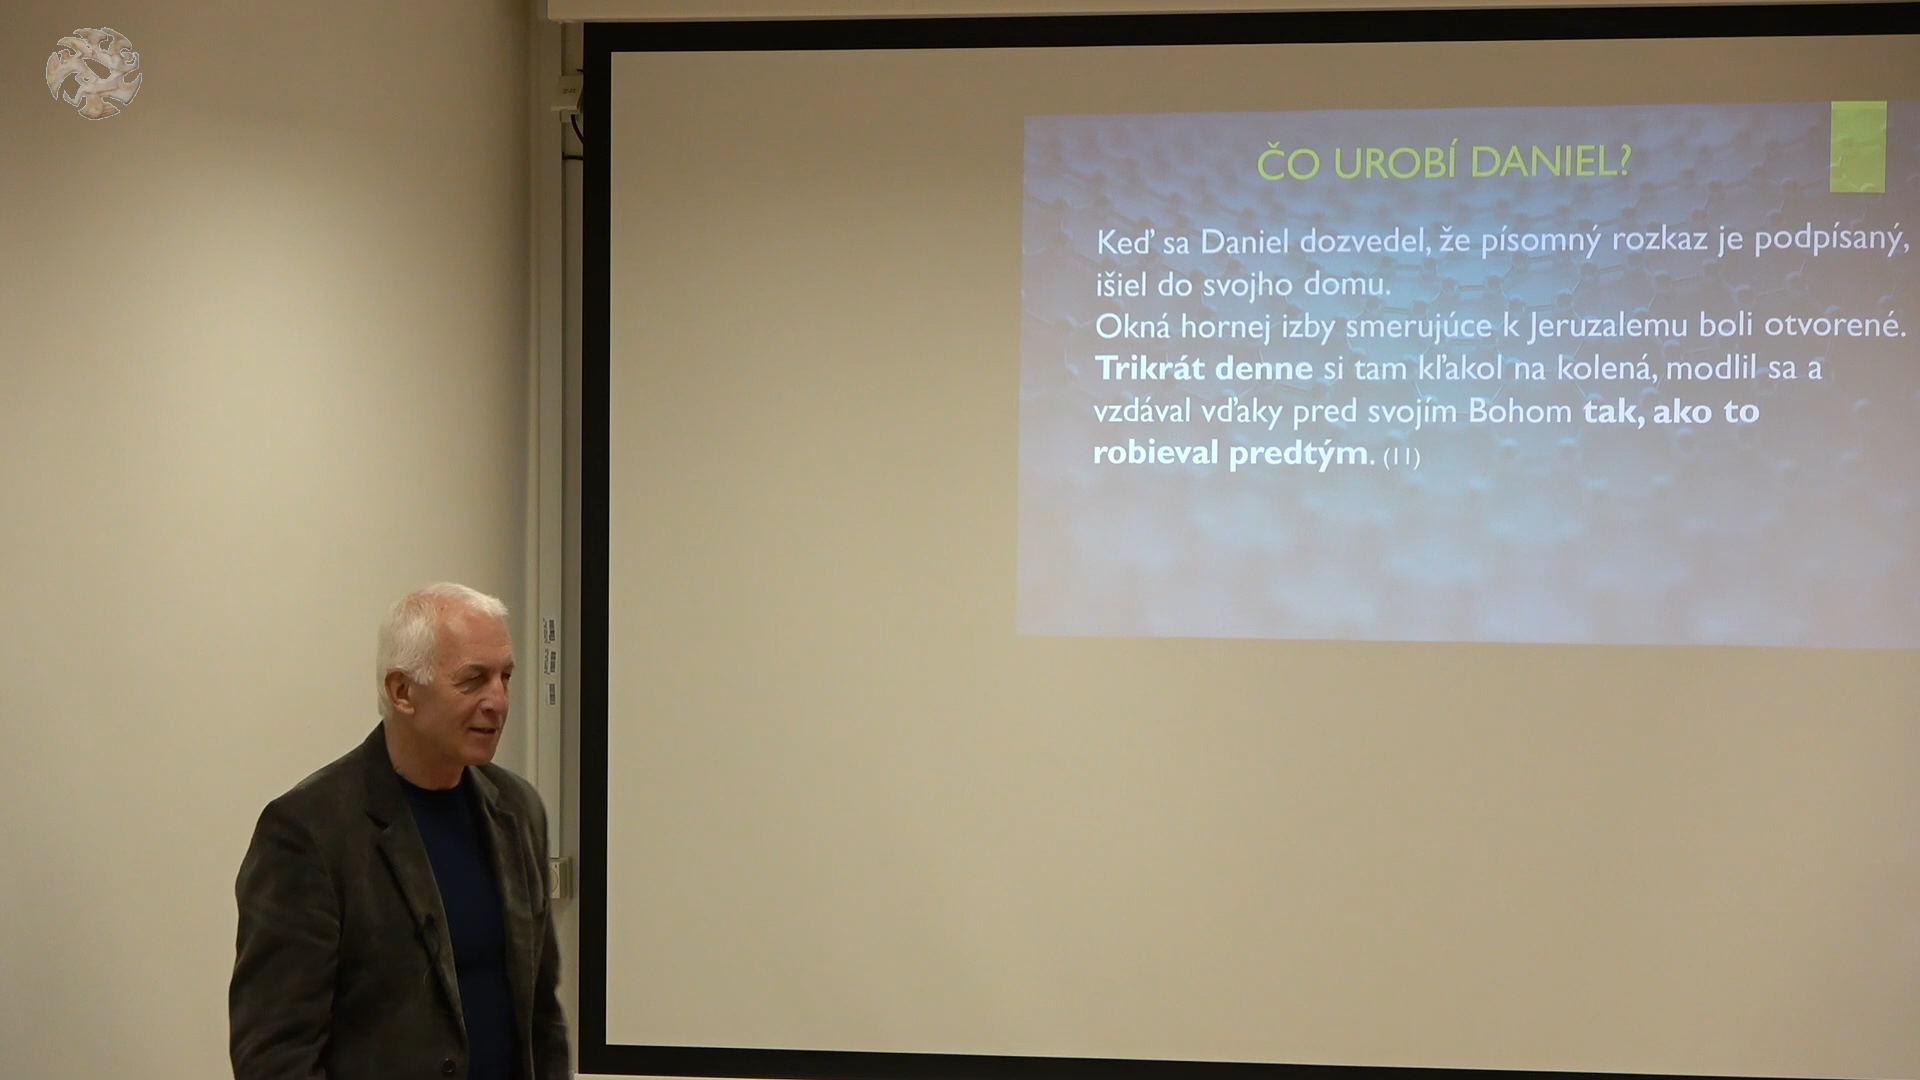 ČO UROBÍ DANIEL?
Keď sa Daniel dozvedel, že písomný rozkaz je podpísaný,
išiel do svojho domu.
Okná hornej izby smerujúce k Jeruzalemu boli otvorené.
Trikrát denne si tam kľakol na kolená, modlil sa a
vzdával vďaky pred svojím Bohom tak, ako to
robieval predtým. (11)